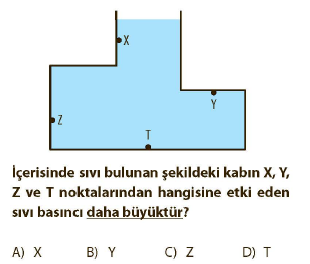 X
Y
Z
T
İçerisinde sıvı bulunan şekildeki kabın X, Y,
Z ve T noktalarından hangisine etki eden
sıvı basıncı daha büyüktür?
A) X B) Y C) Z D) T